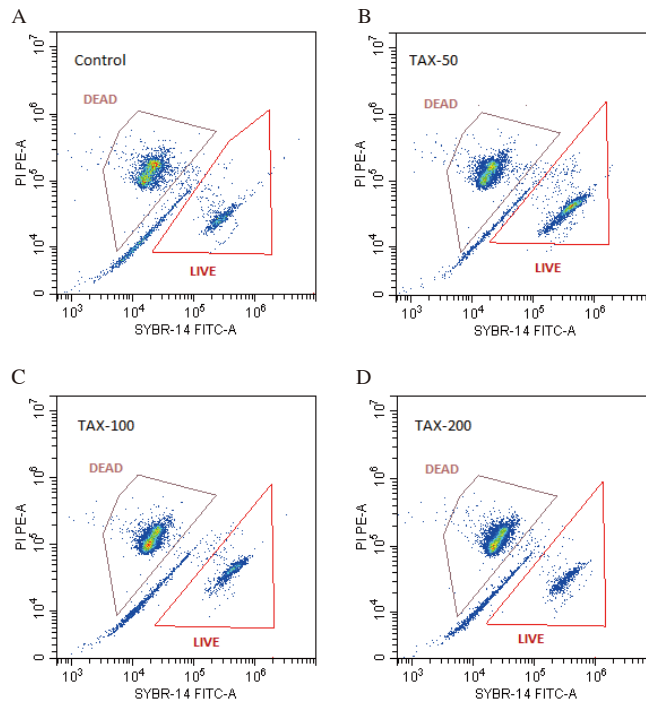 A
Control
DEAD
LIVE
PI PE-A
10⁷
10⁶
10⁵
10⁴
0
10³ 10⁴ 10⁵ 10⁶
SYBR-14 FITC-A
B
TAX-50
DEAD
LIVE
PI PE-A
10⁷
10⁶
10⁵
10⁴
0
10³ 10⁴ 10⁵ 10⁶
SYBR-14 FITC-A
C
TAX-100
DEAD
LIVE
PI PE-A
10⁷
10⁶
10⁵
10⁴
0
10³ 10⁴ 10⁵ 10⁶
SYBR-14 FITC-A
D
TAX-200
DEAD
LIVE
PI PE-A
10⁷
10⁶
10⁵
10⁴
0
10³ 10⁴ 10⁵ 10⁶
SYBR-14 FITC-A